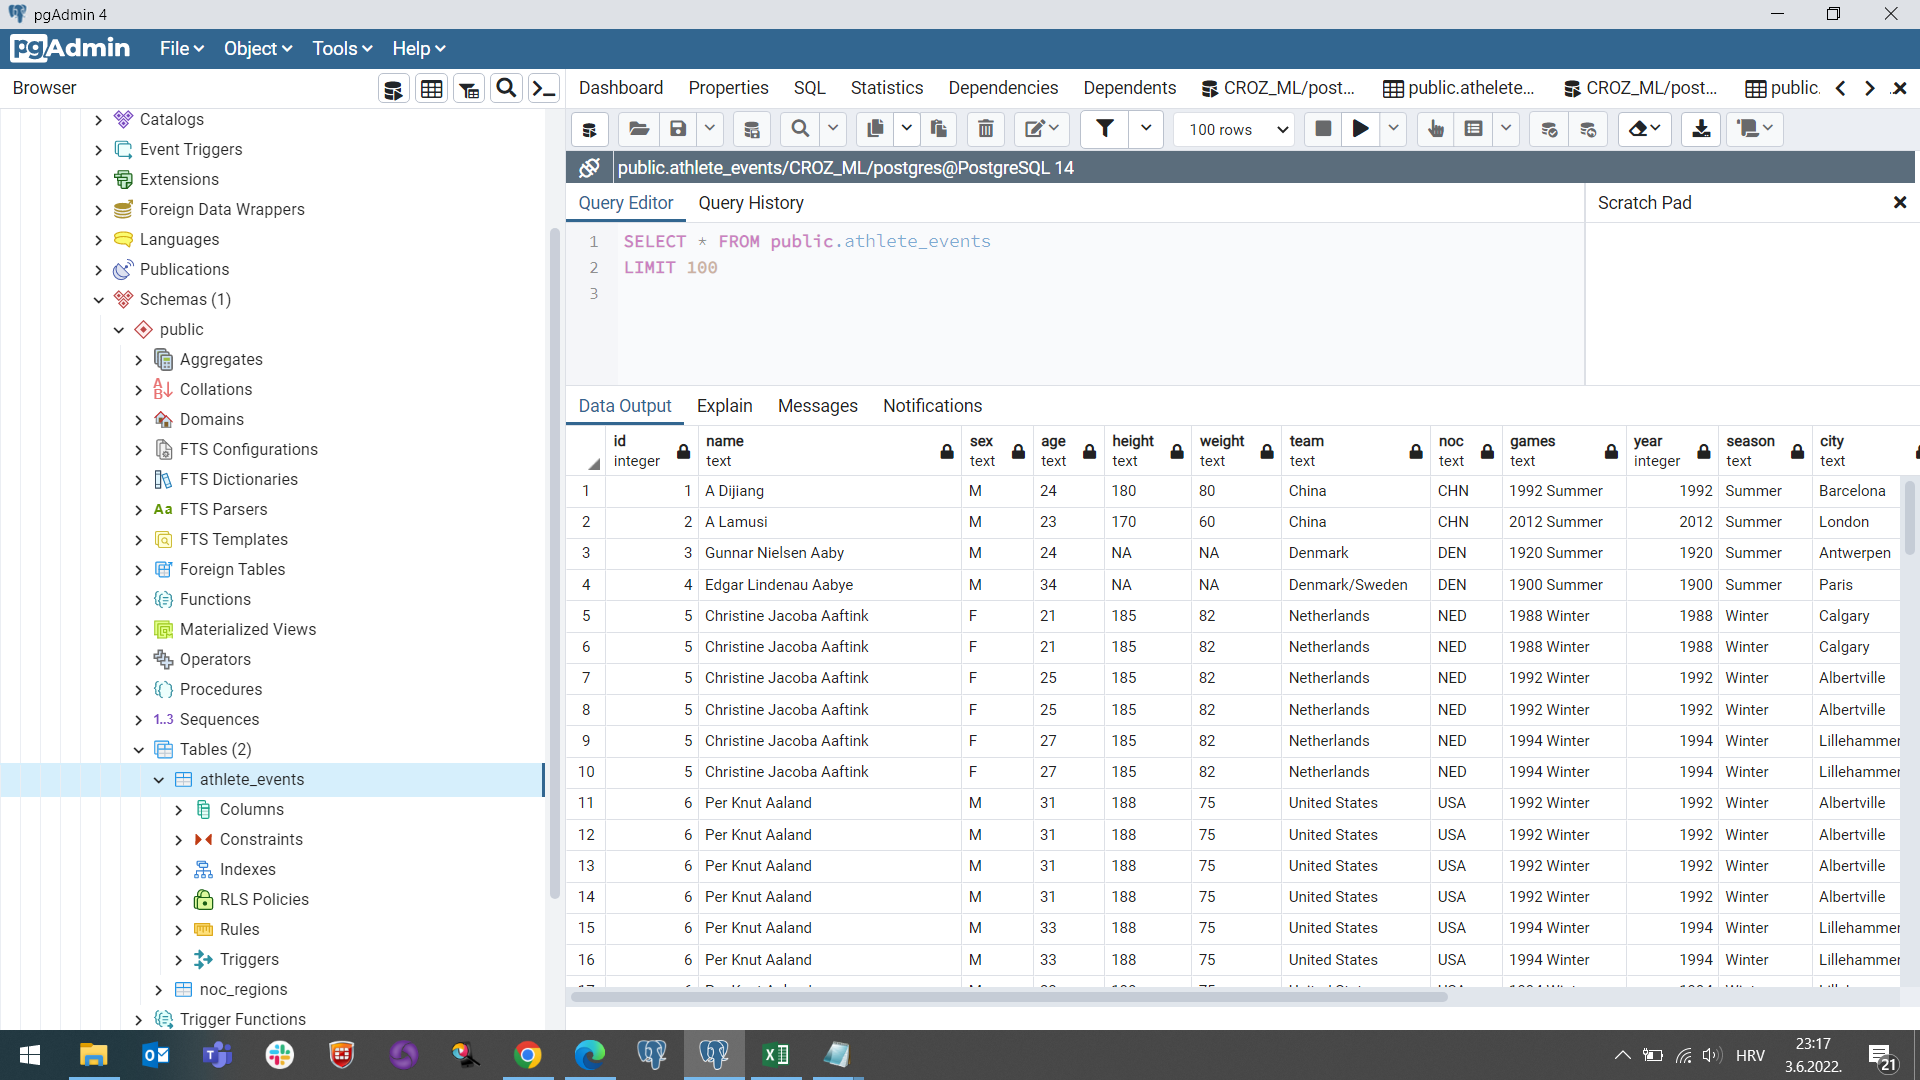 pgAdmin 4
pgAdmin File Object Tools Help
Browser
Dashboard Properties SQL Statistics Dependencies Dependents CROZ_ML/post... public.athelete... CROZ_ML/post... public.
100 rows
public.athlete_events/CROZ_ML/postgres@PostgreSQL 14
Query Editor Query History
Scratch Pad
1 SELECT * FROM public.athlete_events
2 LIMIT 100
3
Catalogs
Event Triggers
Extensions
Foreign Data Wrappers
Languages
Publications
Schemas (1)
public
Aggregates
Collations
Domains
FTS Configurations
FTS Dictionaries
Aa FTS Parsers
FTS Templates
Foreign Tables
Functions
Materialized Views
Operators
Procedures
1..3 Sequences
Tables (2)
athlete_events
Columns
Constraints
Indexes
RLS Policies
Rules
Triggers
noc_regions
Trigger Functions
Data Output Explain Messages Notifications
id name sex age height weight team noc games year season city
integer text text text text text text text text integer text text
1 1 A Dijiang M 24 180 80 China CHN 1992 Summer 1992 Summer Barcelona
2 2 A Lamusi M 23 170 60 China CHN 2012 Summer 2012 Summer London
3 3 Gunnar Nielsen Aaby M 24 NA NA Denmark DEN 1920 Summer 1920 Summer Antwerpen
4 4 Edgar Lindenau Aabye M 34 NA NA Denmark/Sweden DEN 1900 Summer 1900 Summer Paris
5 5 Christine Jacoba Aaftink F 21 185 82 Netherlands NED 1988 Winter 1988 Winter Calgary
6 5 Christine Jacoba Aaftink F 21 185 82 Netherlands NED 1988 Winter 1988 Winter Calgary
7 5 Christine Jacoba Aaftink F 25 185 82 Netherlands NED 1992 Winter 1992 Winter Albertville
8 5 Christine Jacoba Aaftink F 25 185 82 Netherlands NED 1992 Winter 1992 Winter Albertville
9 5 Christine Jacoba Aaftink F 27 185 82 Netherlands NED 1994 Winter 1994 Winter Lillehammer
10 5 Christine Jacoba Aaftink F 27 185 82 Netherlands NED 1994 Winter 1994 Winter Lillehammer
11 6 Per Knut Aaland M 31 188 75 United States USA 1992 Winter 1992 Winter Albertville
12 6 Per Knut Aaland M 31 188 75 United States USA 1992 Winter 1992 Winter Albertville
13 6 Per Knut Aaland M 31 188 75 United States USA 1992 Winter 1992 Winter Albertville
14 6 Per Knut Aaland M 31 188 75 United States USA 1992 Winter 1992 Winter Albertville
15 6 Per Knut Aaland M 33 188 75 United States USA 1994 Winter 1994 Winter Lillehammer
16 6 Per Knut Aaland M 33 188 75 United States USA 1994 Winter 1994 Winter Lillehammer
HRV
23:17
3.6.2022.
21